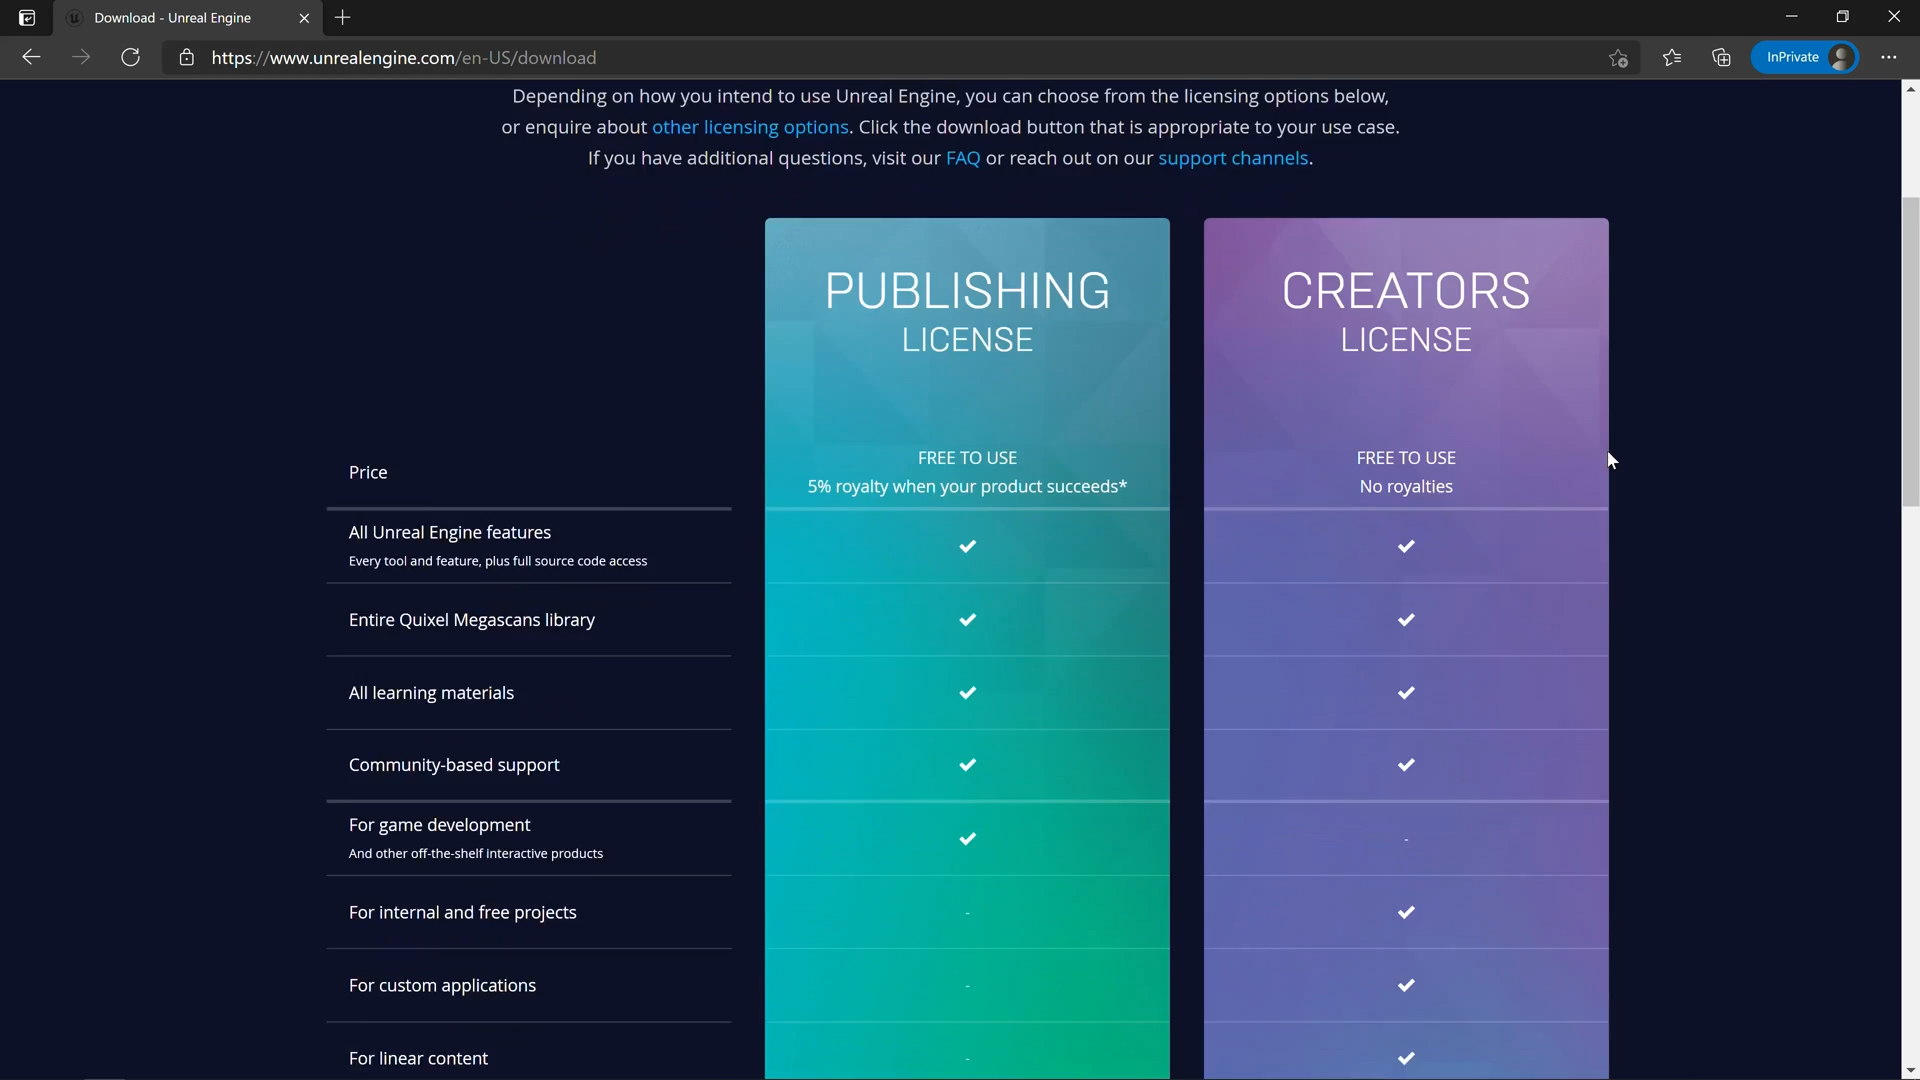 Download - Unreal Engine
https://www.unrealengine.com/en-US/download
InPrivate
Depending on how you intend to use Unreal Engine, you can choose from the licensing options below,
or enquire about other licensing options. Click the download button that is appropriate to your use case.
If you have additional questions, visit our FAQ or reach out on our support channels.
PUBLISHING
LICENSE
CREATORS
LICENSE
Price
FREE TO USE
5% royalty when your product succeeds*
FREE TO USE
No royalties
All Unreal Engine features
Every tool and feature, plus full source code access
Entire Quixel Megascans library
All learning materials
Community-based support
For game development
And other off-the-shelf interactive products
-
For internal and free projects
-
For custom applications
-
For linear content
-